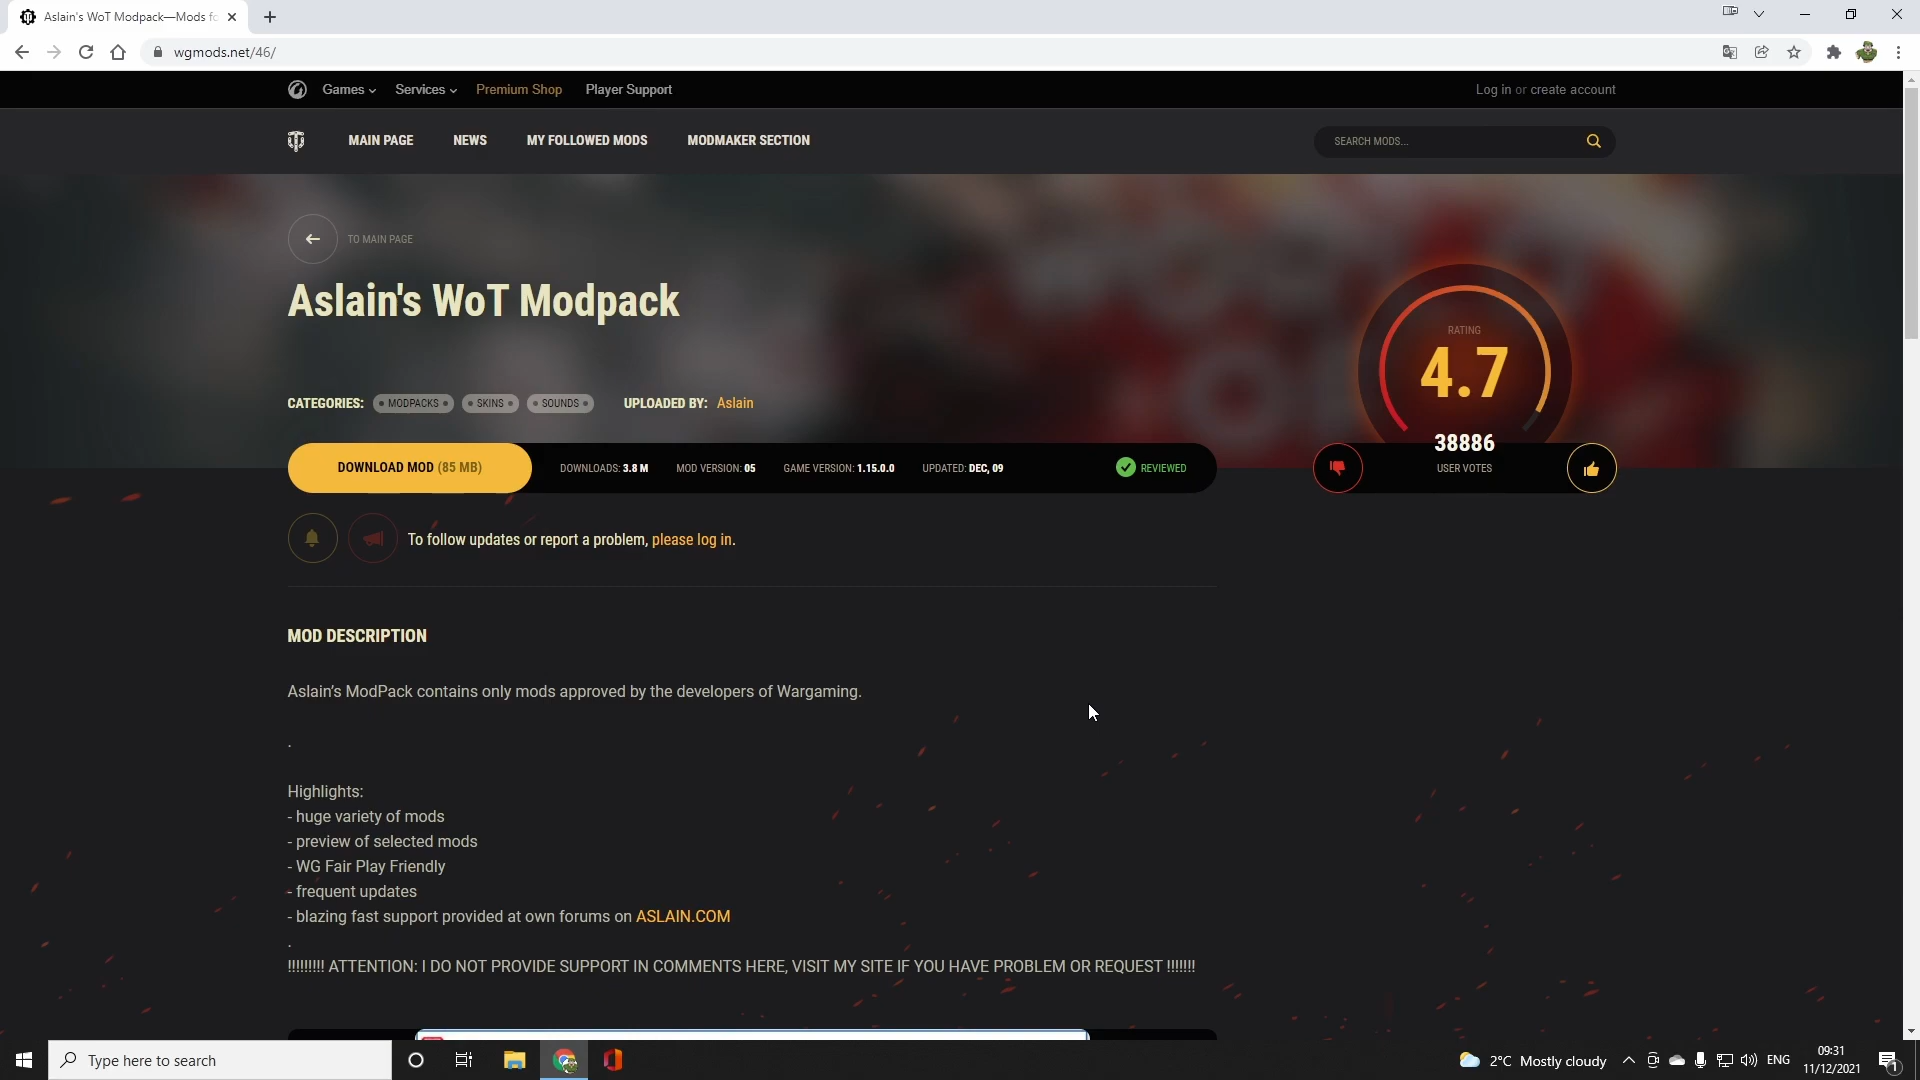 Aslain's WoT Modpack—Mods fo
wgmods.net/46/
Games Services Premium Shop Player Support
Log in or create account
MAIN PAGE NEWS MY FOLLOWED MODS MODMAKER SECTION
SEARCH MODS...
TO MAIN PAGE
Aslain's WoT Modpack
RATING
4.7
CATEGORIES: MODPACKS SKINS SOUNDS UPLOADED BY: Aslain
38886
USER VOTES
DOWNLOAD MOD (85 MB) DOWNLOADS: 3.8 M MOD VERSION: 05 GAME VERSION: 1.15.0.0 UPDATED: DEC, 09 REVIEWED
To follow updates or report a problem, please log in.
MOD DESCRIPTION
Aslain's ModPack contains only mods approved by the developers of Wargaming.
.
Highlights:
- huge variety of mods
- preview of selected mods
- WG Fair Play Friendly
- frequent updates
- blazing fast support provided at own forums on ASLAIN.COM
.
!!!!!!!!! ATTENTION: I DO NOT PROVIDE SUPPORT IN COMMENTS HERE, VISIT MY SITE IF YOU HAVE PROBLEM OR REQUEST !!!!!!!
Type here to search
2°C Mostly cloudy
ENG
09:31
11/12/2021
1